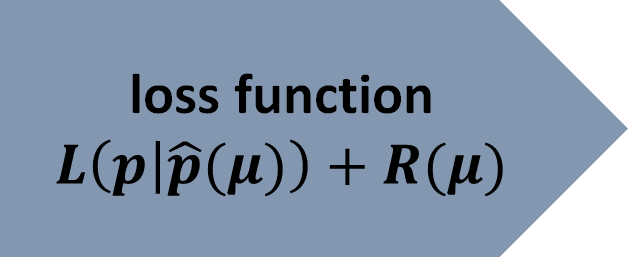 loss function
L(p|p̂(μ)) + R(μ)